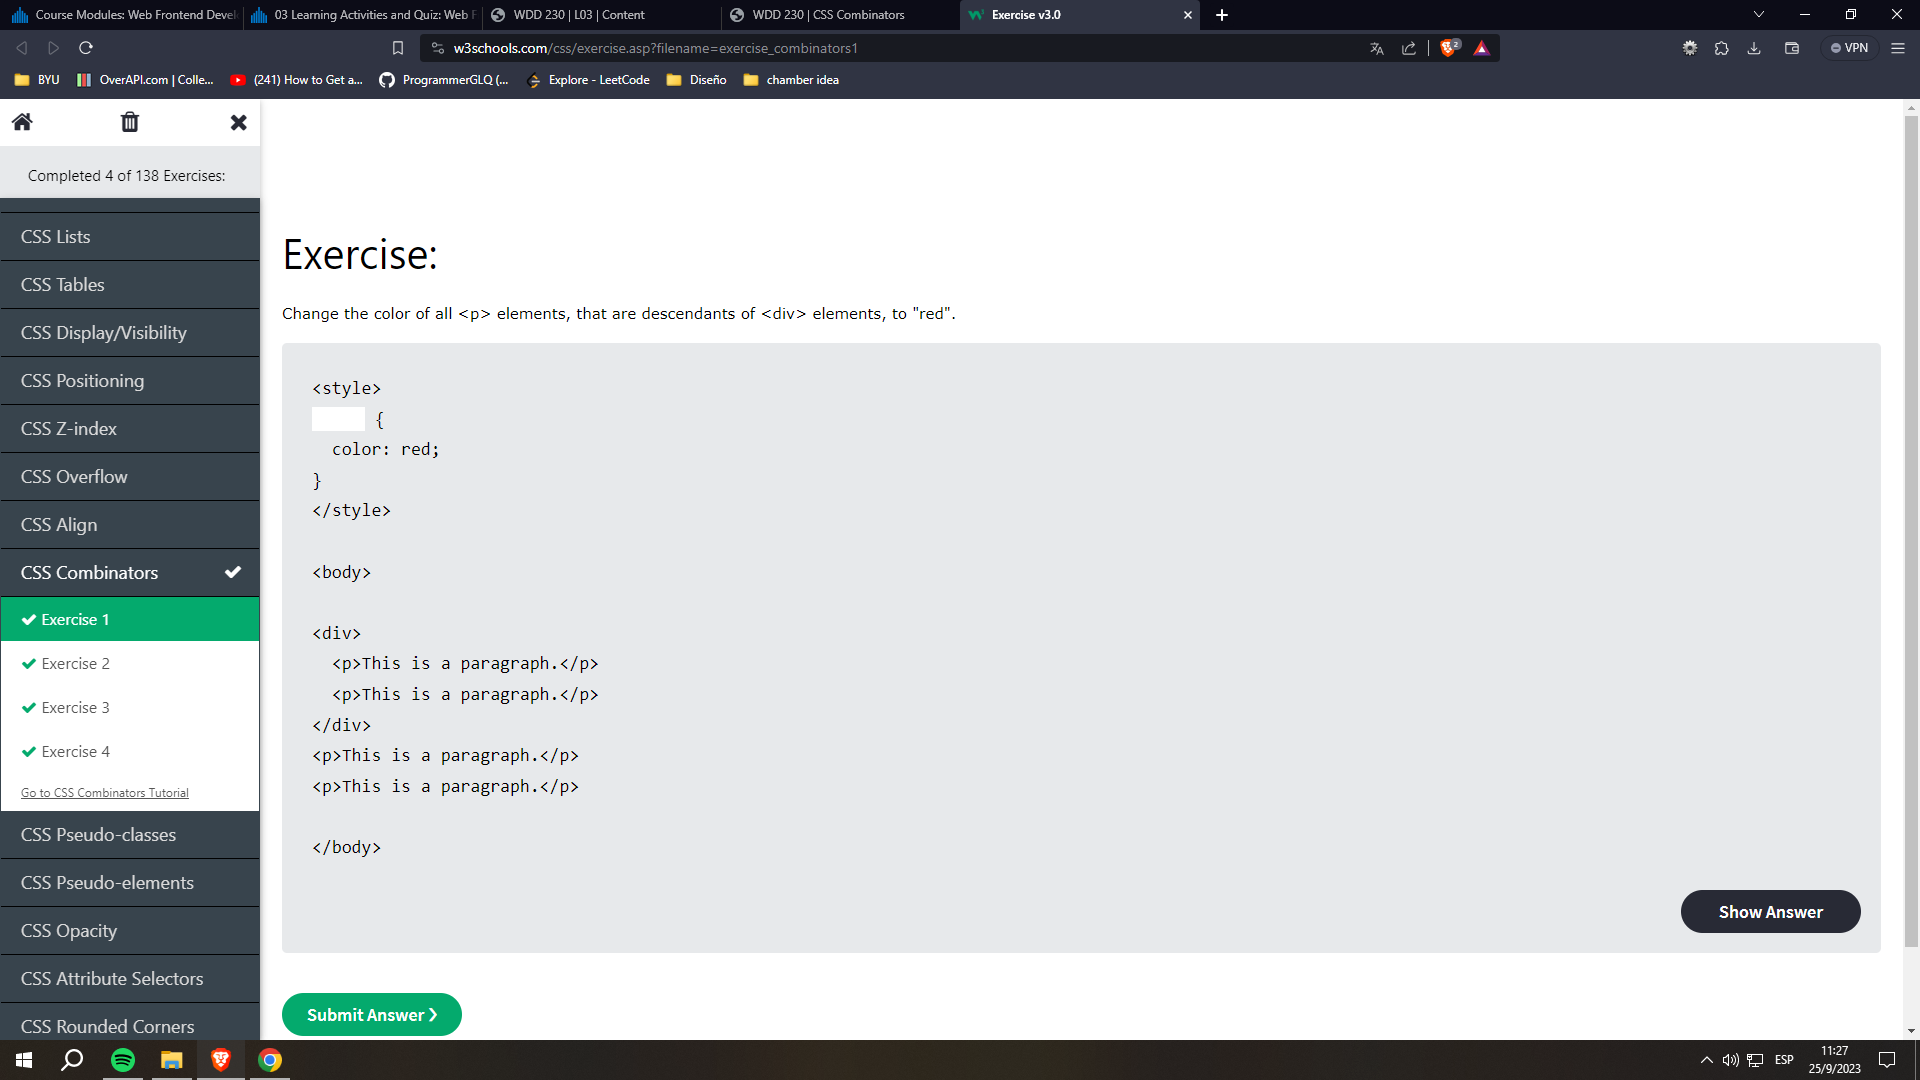 Course Modules: Web Frontend Devel
03 Learning Activities and Quiz: Web F
WDD 230 | L03 | Content
WDD 230 | CSS Combinators
Exercise v3.0
w3schools.com/css/exercise.asp?filename=exercise_combinators1
2
VPN
BYU
OverAPI.com | Colle...
(241) How to Get a...
ProgrammerGLQ (...
Explore - LeetCode
Diseño
chamber idea
Completed 4 of 138 Exercises:
CSS Lists
CSS Tables
CSS Display/Visibility
CSS Positioning
CSS Z-index
CSS Overflow
CSS Align
CSS Combinators
Exercise 1
Exercise 2
Exercise 3
Exercise 4
Go to CSS Combinators Tutorial
CSS Pseudo-classes
CSS Pseudo-elements
CSS Opacity
CSS Attribute Selectors
CSS Rounded Corners
Exercise:
Change the color of all <p> elements, that are descendants of <div> elements, to "red".
<style>
{
color: red;
}
</style>
<body>
<div>
<p>This is a paragraph.</p>
<p>This is a paragraph.</p>
</div>
<p>This is a paragraph.</p>
<p>This is a paragraph.</p>
</body>
Show Answer
Submit Answer ❯
ESP
11:27
25/9/2023